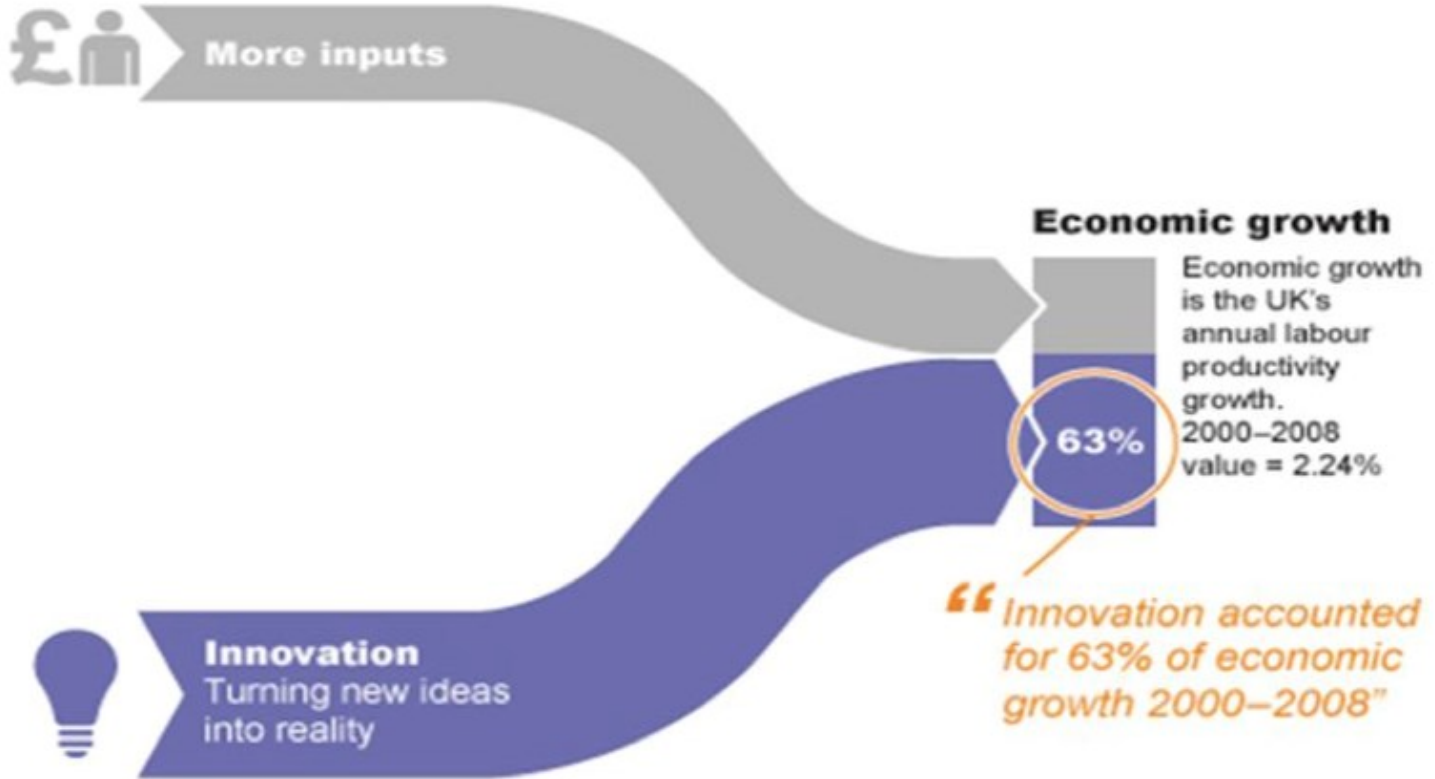 £
More inputs
Economic growth
Economic growth
is the UK's
annual labour
productivity
growth.
2000–2008
value = 2.24%
63%
Innovation
Turning new ideas
into reality
“Innovation accounted
for 63% of economic
growth 2000–2008”